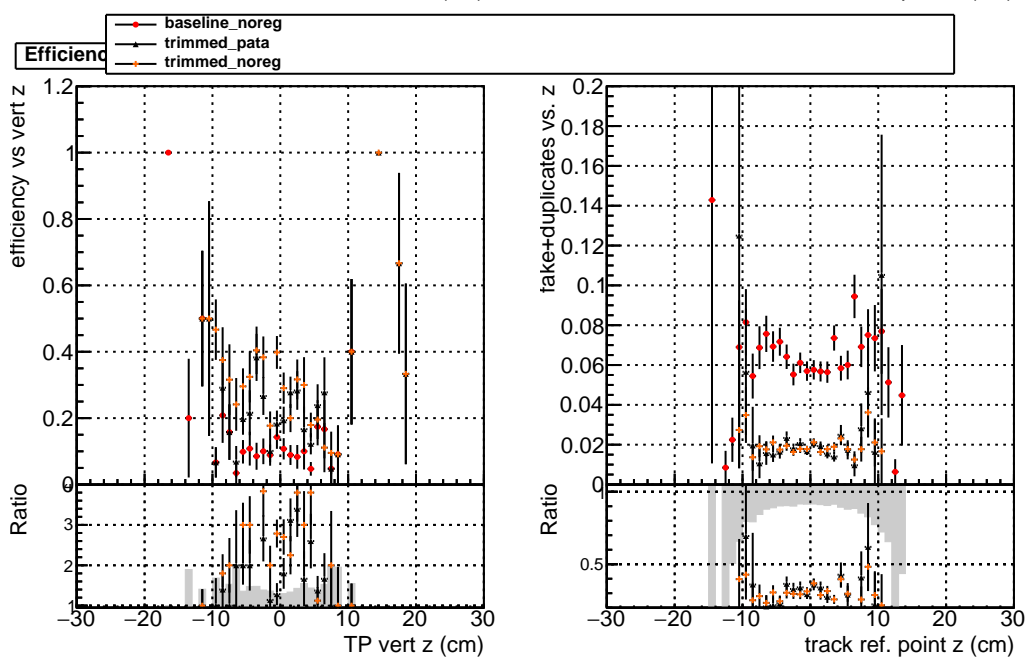 baseline_noreg
trimmed_pata
trimmed_noreg
efficiency vs vert z
1.2
1
0.8
0.6
0.4
0.2
0
Ratio
3
2
1
−30 −20 −10 0 10 20 30
TP vert z (cm)
fake+duplicates vs. z
0.2
0.18
0.16
0.14
0.12
0.1
0.08
0.06
0.04
0.02
0
Ratio
1
0.5
−30 −20 −10 0 10 20 30
track ref. point z (cm)